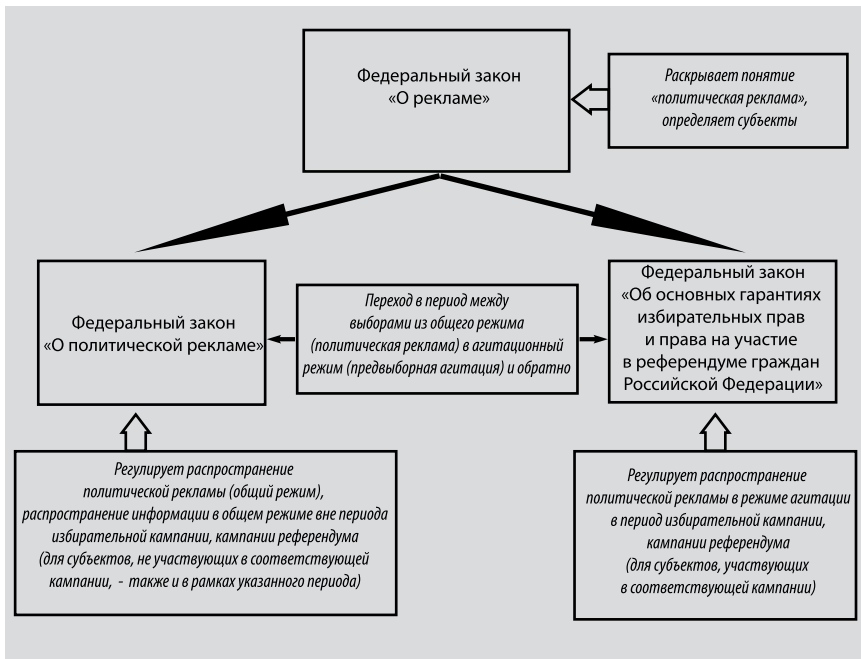 Федеральный закон
«О рекламе»
Раскрывает понятие
«политическая реклама»,
определяет субъекты
Федеральный закон
«О политической рекламе»
Переход в период между
выборами из общего режима
(политическая реклама) в агитационный
режим (предвыборная агитация) и обратно
Федеральный закон
«Об основных гарантиях
избирательных прав
и права на участие
в референдуме граждан
Российской Федерации»
Регулирует распространение
политической рекламы (общий режим),
распространение информации в общем режиме вне периода
избирательной кампании, кампании референдума
(для субъектов, не участвующих в соответствующей
кампании, - также и в рамках указанного периода)
Регулирует распространение
политической рекламы в режиме агитации
в период избирательной кампании,
кампании референдума
(для субъектов, участвующих
в соответствующей кампании)